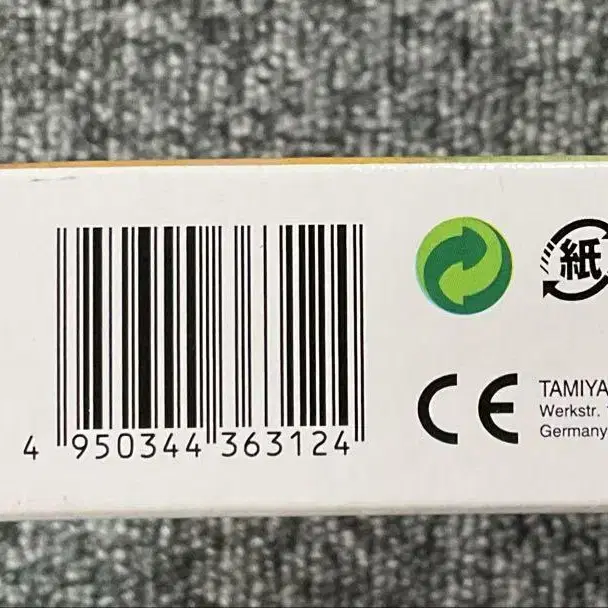 紙
CE
TAMIYA
Werkstr.
Germany
4 950344 363124